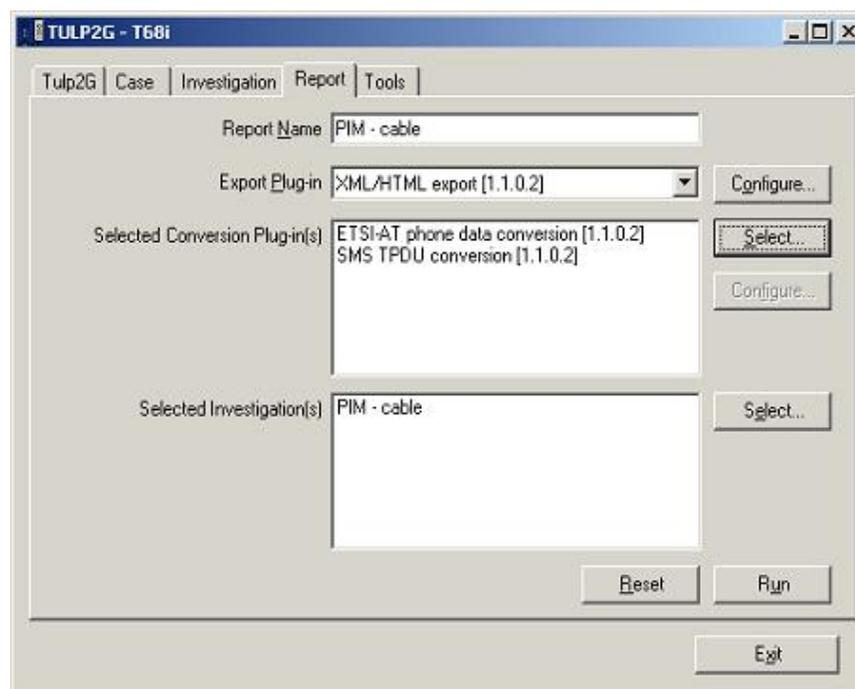 TULP2G - T68i
Tulp2G Case Investigation Report Tools
Report Name PIM - cable
Export Plug-in XML/HTML export [1.1.0.2] Configure...
Selected Conversion Plug-in(s) ETSI-AT phone data conversion [1.1.0.2] Select...
SMS TPDU conversion [1.1.0.2]
Configure...
Selected Investigation(s) PIM - cable Select...
Reset Run
Exit